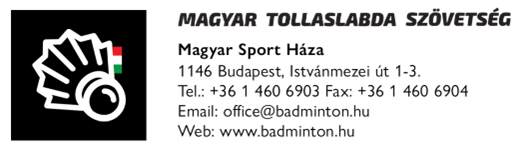 MAGYAR TOLLASLABDA SZÖVETSÉG
Magyar Sport Háza
1146 Budapest, Istvánmezei út 1-3.
Tel.: +36 1 460 6903 Fax: +36 1 460 6904
Email: office@badminton.hu
Web: www.badminton.hu